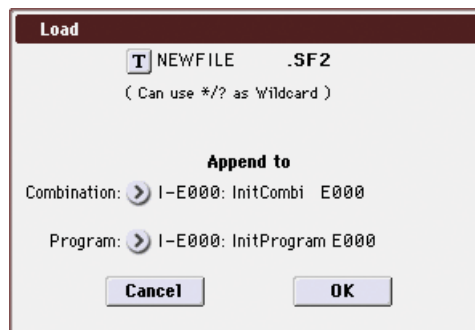 Load
T NEWFILE .SF2
( Can use */? as Wildcard )
Append to
Combination: I-E000: InitCombi E000
Program: I-E000: InitProgram E000
Cancel OK